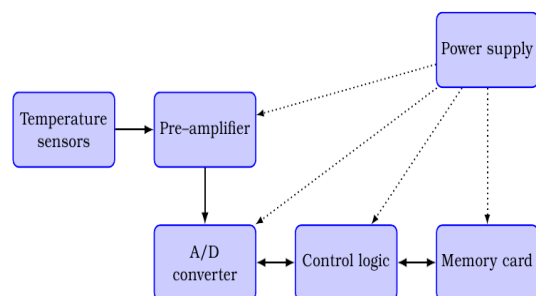 Power supply
Temperature
sensors
Pre–amplifier
A/D
converter
Control logic
Memory card